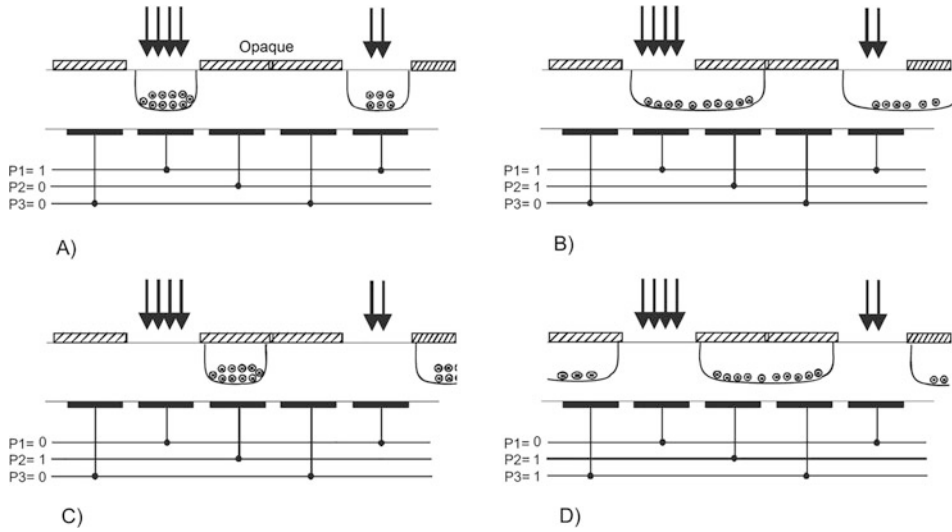 Opaque
P1= 1
P2= 0
P3= 0
A)
P1= 1
P2= 1
P3= 0
B)
P1= 0
P2= 1
P3= 0
C)
P1= 0
P2= 1
P3= 1
D)